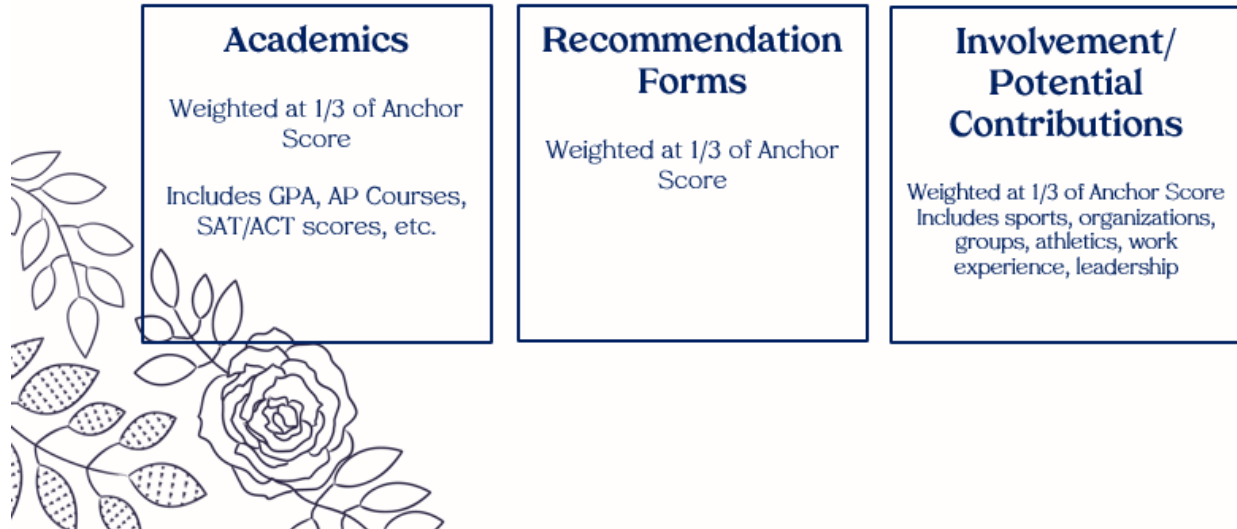 Academics
Weighted at 1/3 of Anchor
Score
Includes GPA, AP Courses,
SAT/ACT scores, etc.
Recommendation
Forms
Weighted at 1/3 of Anchor
Score
Involvement/
Potential
Contributions
Weighted at 1/3 of Anchor Score
Includes sports, organizations,
groups, athletics, work
experience, leadership